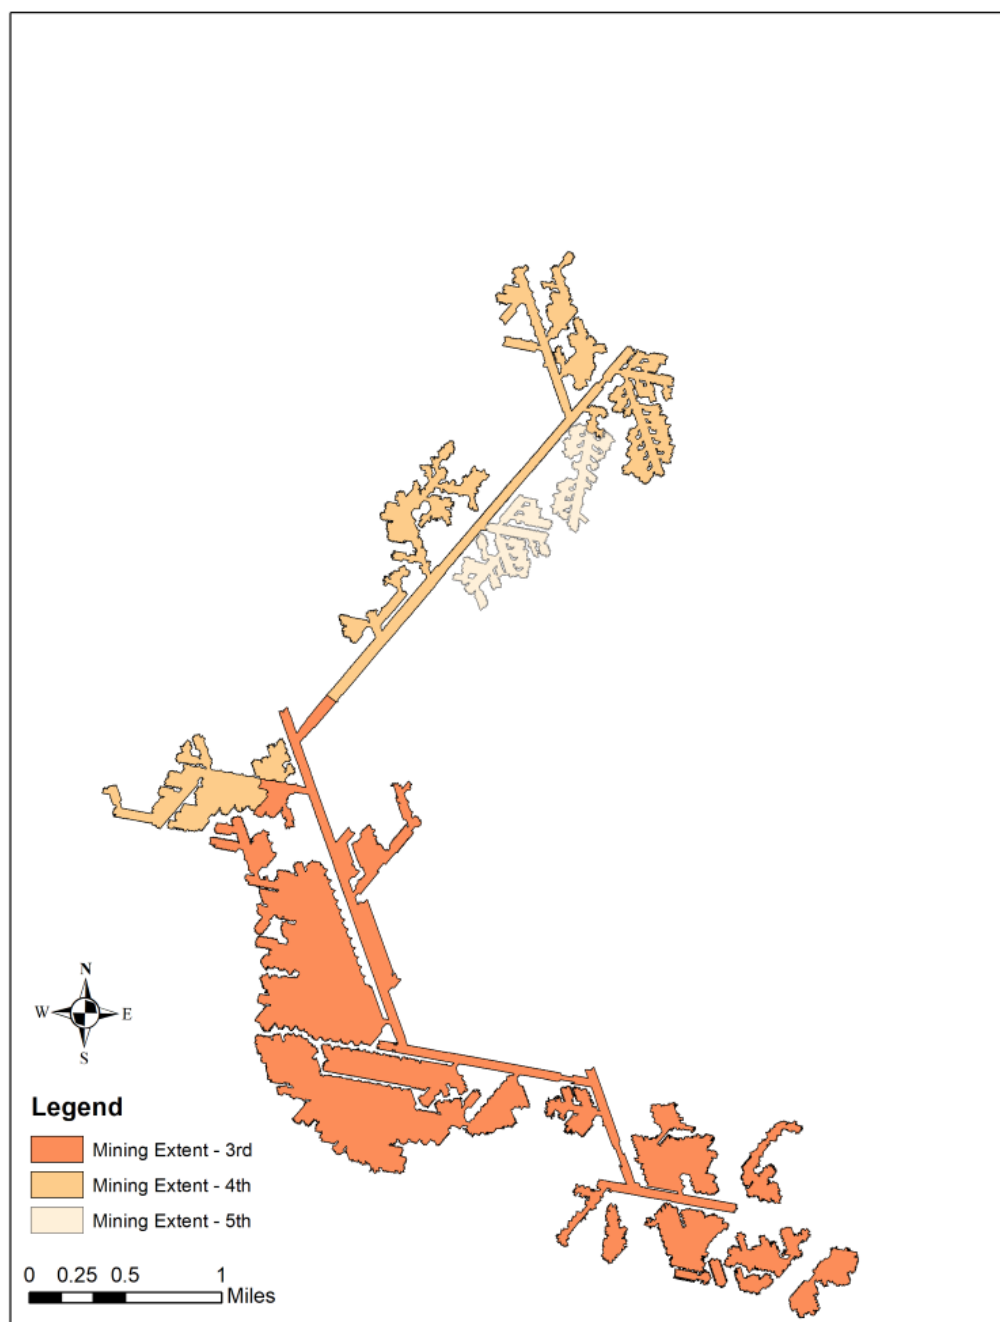 N
W E
S
Legend
Mining Extent - 3rd
Mining Extent - 4th
Mining Extent - 5th
0 0.25 0.5 1
Miles